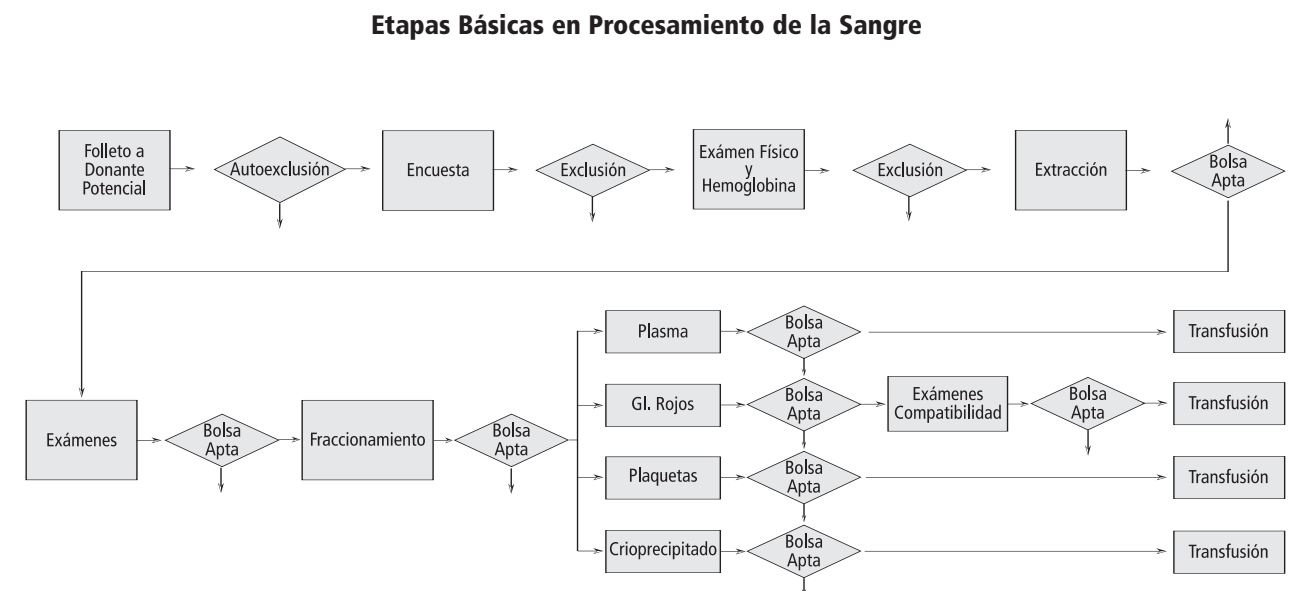 Etapas Básicas en Procesamiento de la Sangre
Folleto a
Donante
Potencial
Autoexclusión
Encuesta
Exclusión
Exámen Físico
y
Hemoglobina
Exclusión
Extracción
Bolsa
Apta
Plasma
Bolsa
Apta
Transfusión
Exámenes
Bolsa
Apta
Fraccionamiento
Bolsa
Apta
Gl. Rojos
Bolsa
Apta
Exámenes
Compatibilidad
Bolsa
Apta
Transfusión
Plaquetas
Bolsa
Apta
Transfusión
Crioprecipitado
Bolsa
Apta
Transfusión